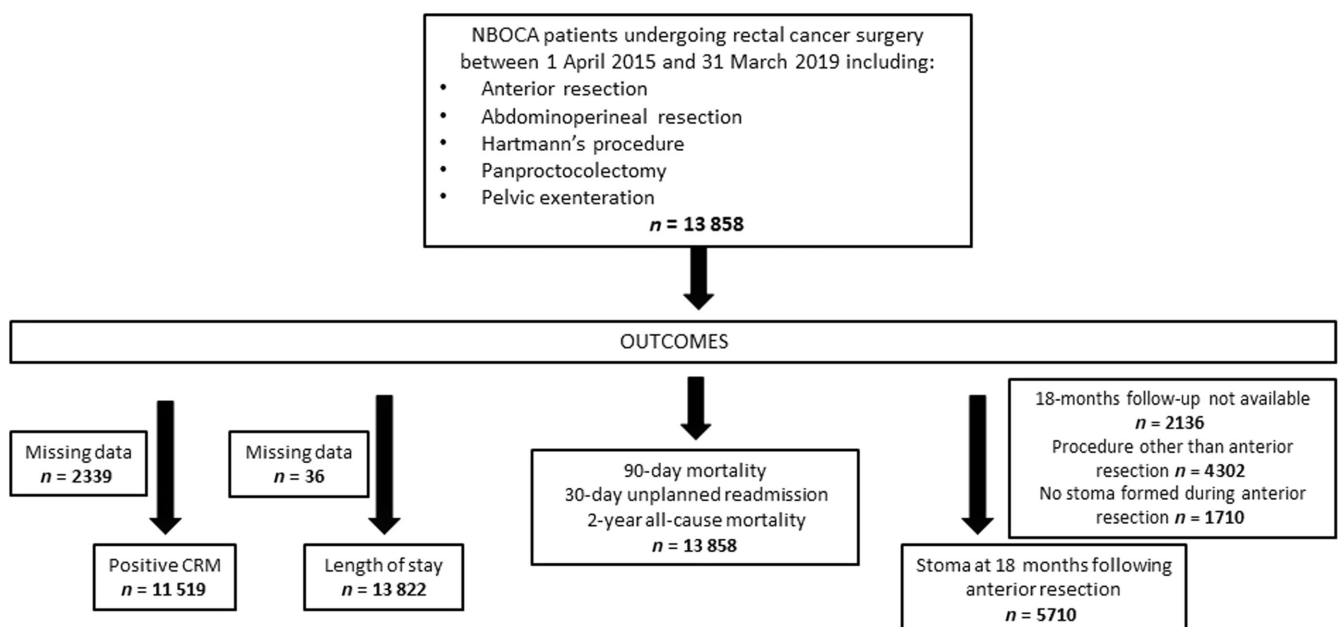 NBOCA patients undergoing rectal cancer surgery
between 1 April 2015 and 31 March 2019 including:
• Anterior resection
• Abdominoperineal resection
• Hartmann's procedure
• Panproctocolectomy
• Pelvic exenteration
n = 13 858
OUTCOMES
Missing data
n = 2339
Positive CRM
n = 11 519
Missing data
n = 36
Length of stay
n = 13 822
90-day mortality
30-day unplanned readmission
2-year all-cause mortality
n = 13 858
18-months follow-up not available
n = 2136
Procedure other than anterior
resection n = 4302
No stoma formed during anterior
resection n = 1710
Stoma at 18 months following
anterior resection
n = 5710